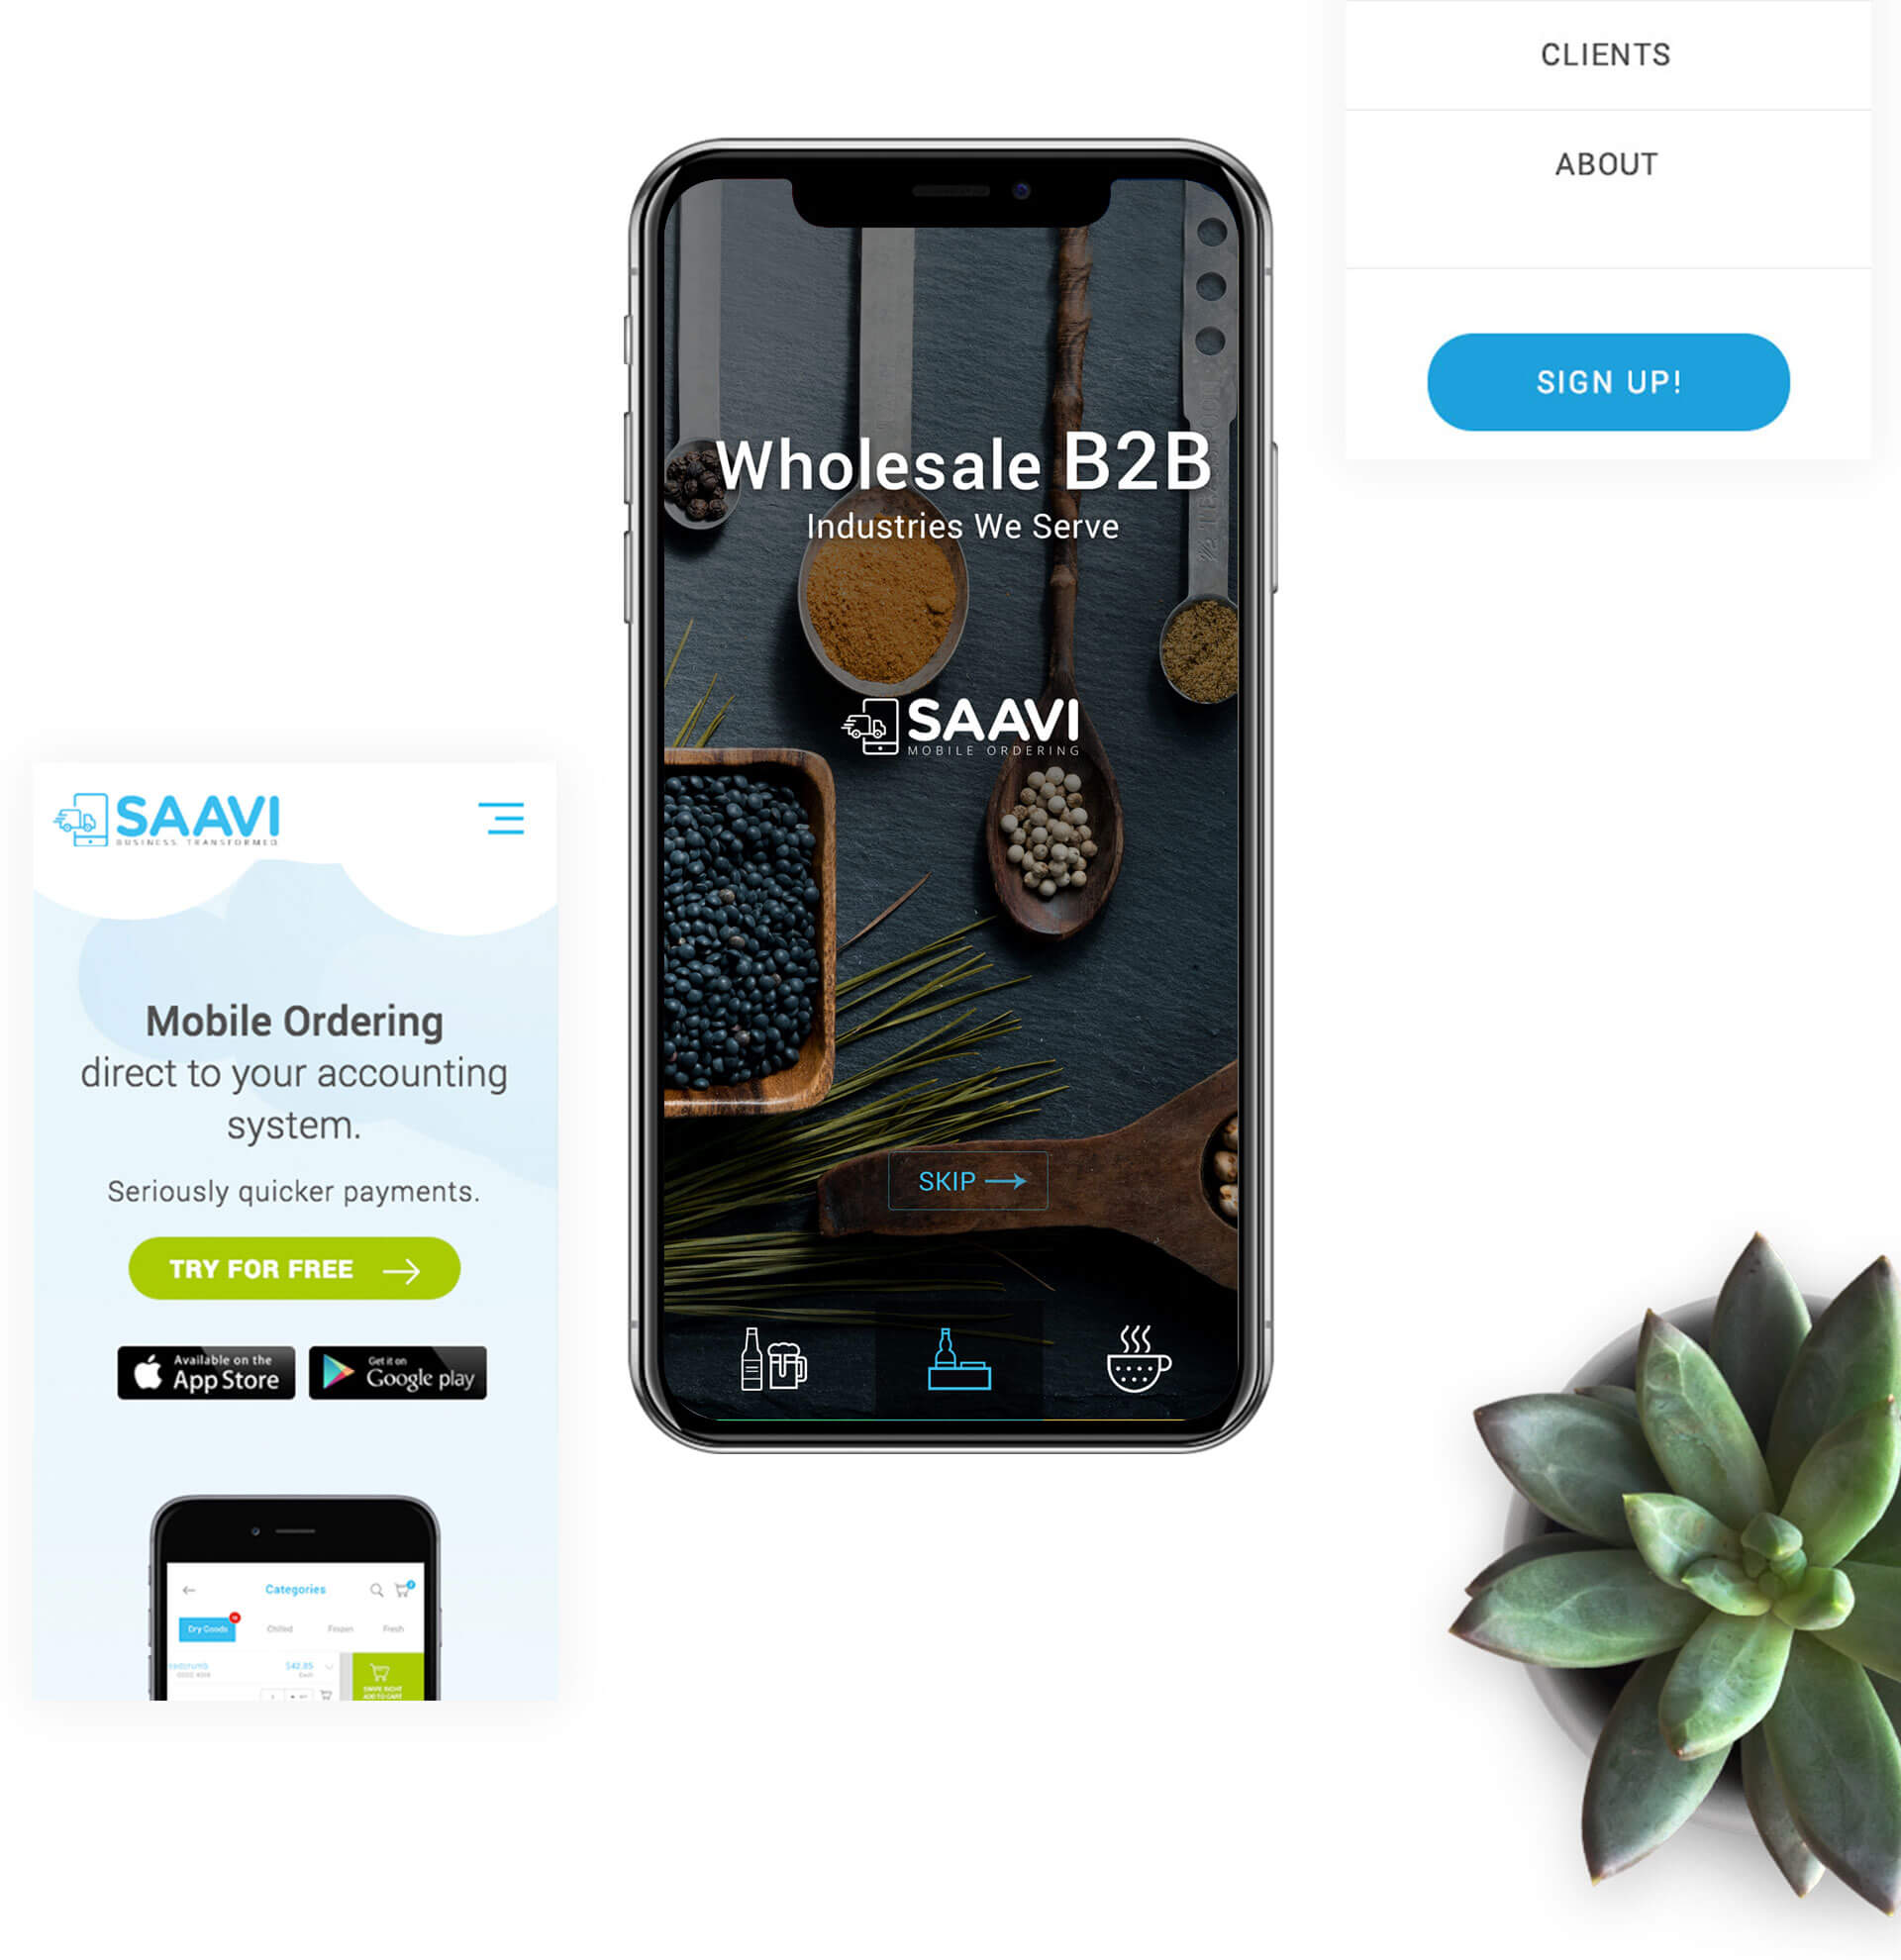 CLIENTS
ABOUT
SIGN UP!
Wholesale B2B
Industries We Serve
SAAVI
MOBILE ORDERING
SKIP
SAAVI
BUSINESS TRANSFORMED
Mobile Ordering
direct to your accounting
system.
Seriously quicker payments.
TRY FOR FREE
Available on the
App Store
Get it on
Google play
Categories
Dry Goods
Chilled
Frozen
Fresh
$42.85
Each
SWIPE RIGHT
ADD TO CART